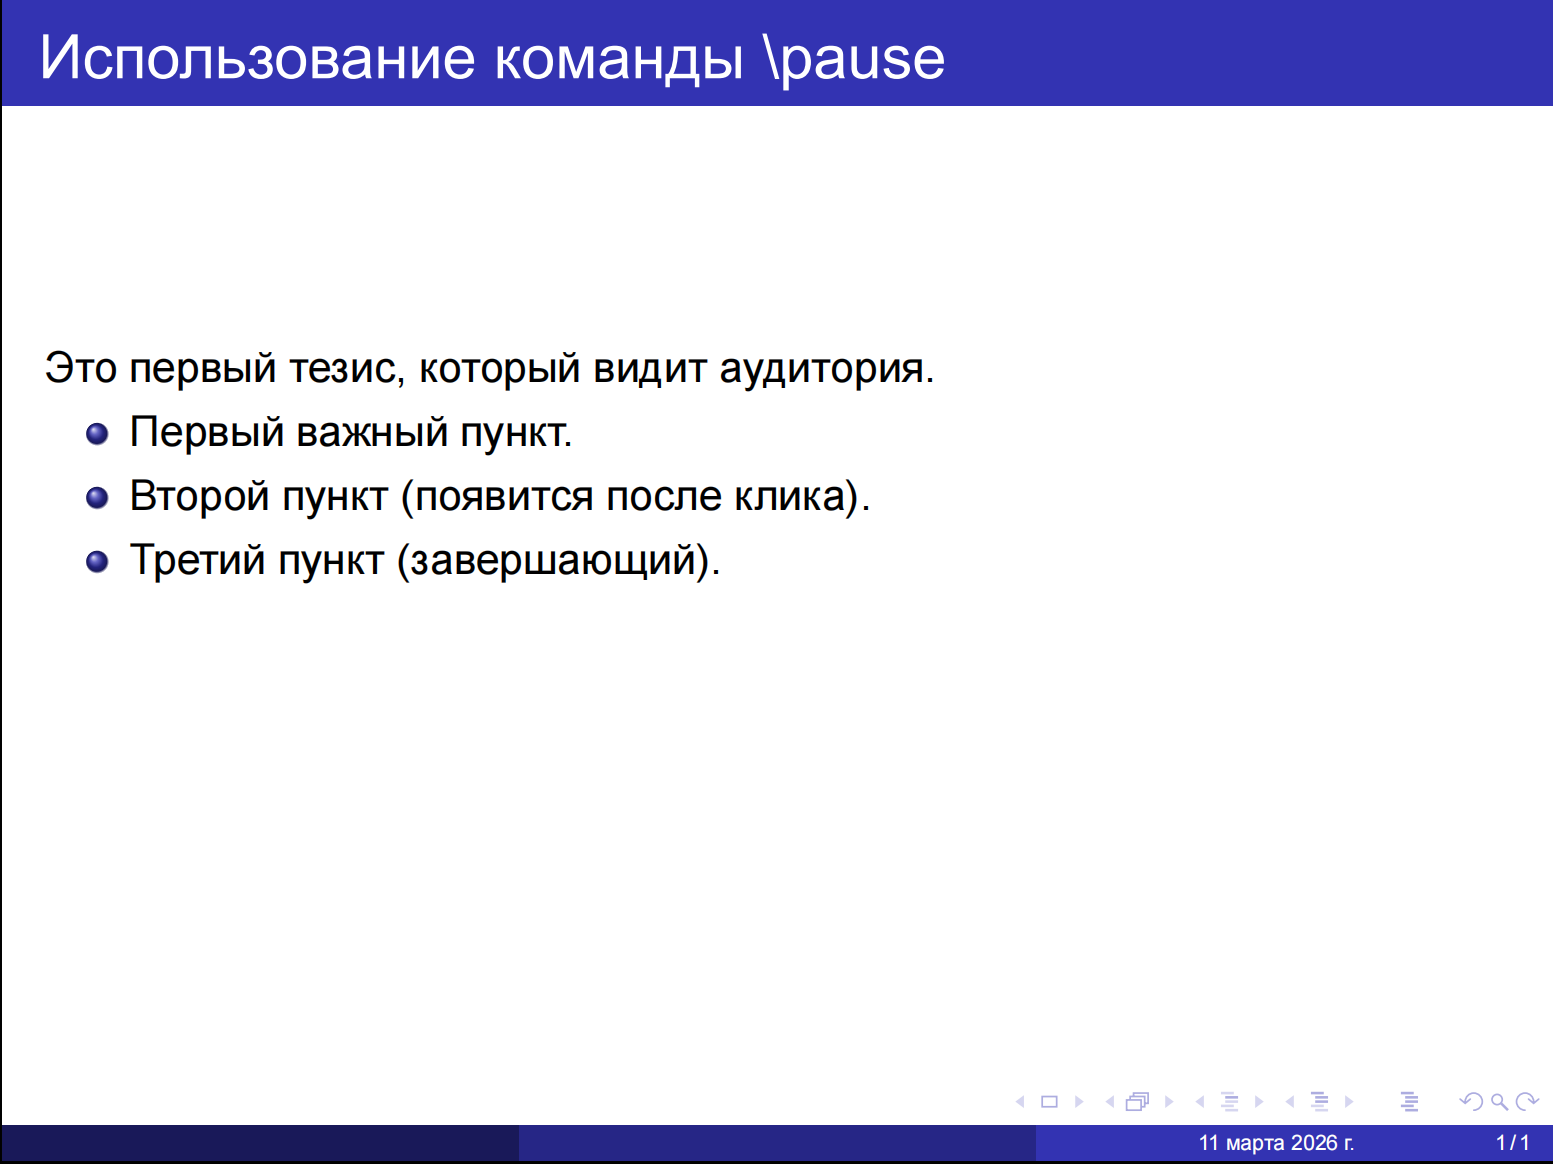 Использование команды \pause
Это первый тезис, который видит аудитория.
Первый важный пункт.
Второй пункт (появится после клика).
Третий пункт (завершающий).
11 марта 2026 г.
1 / 1